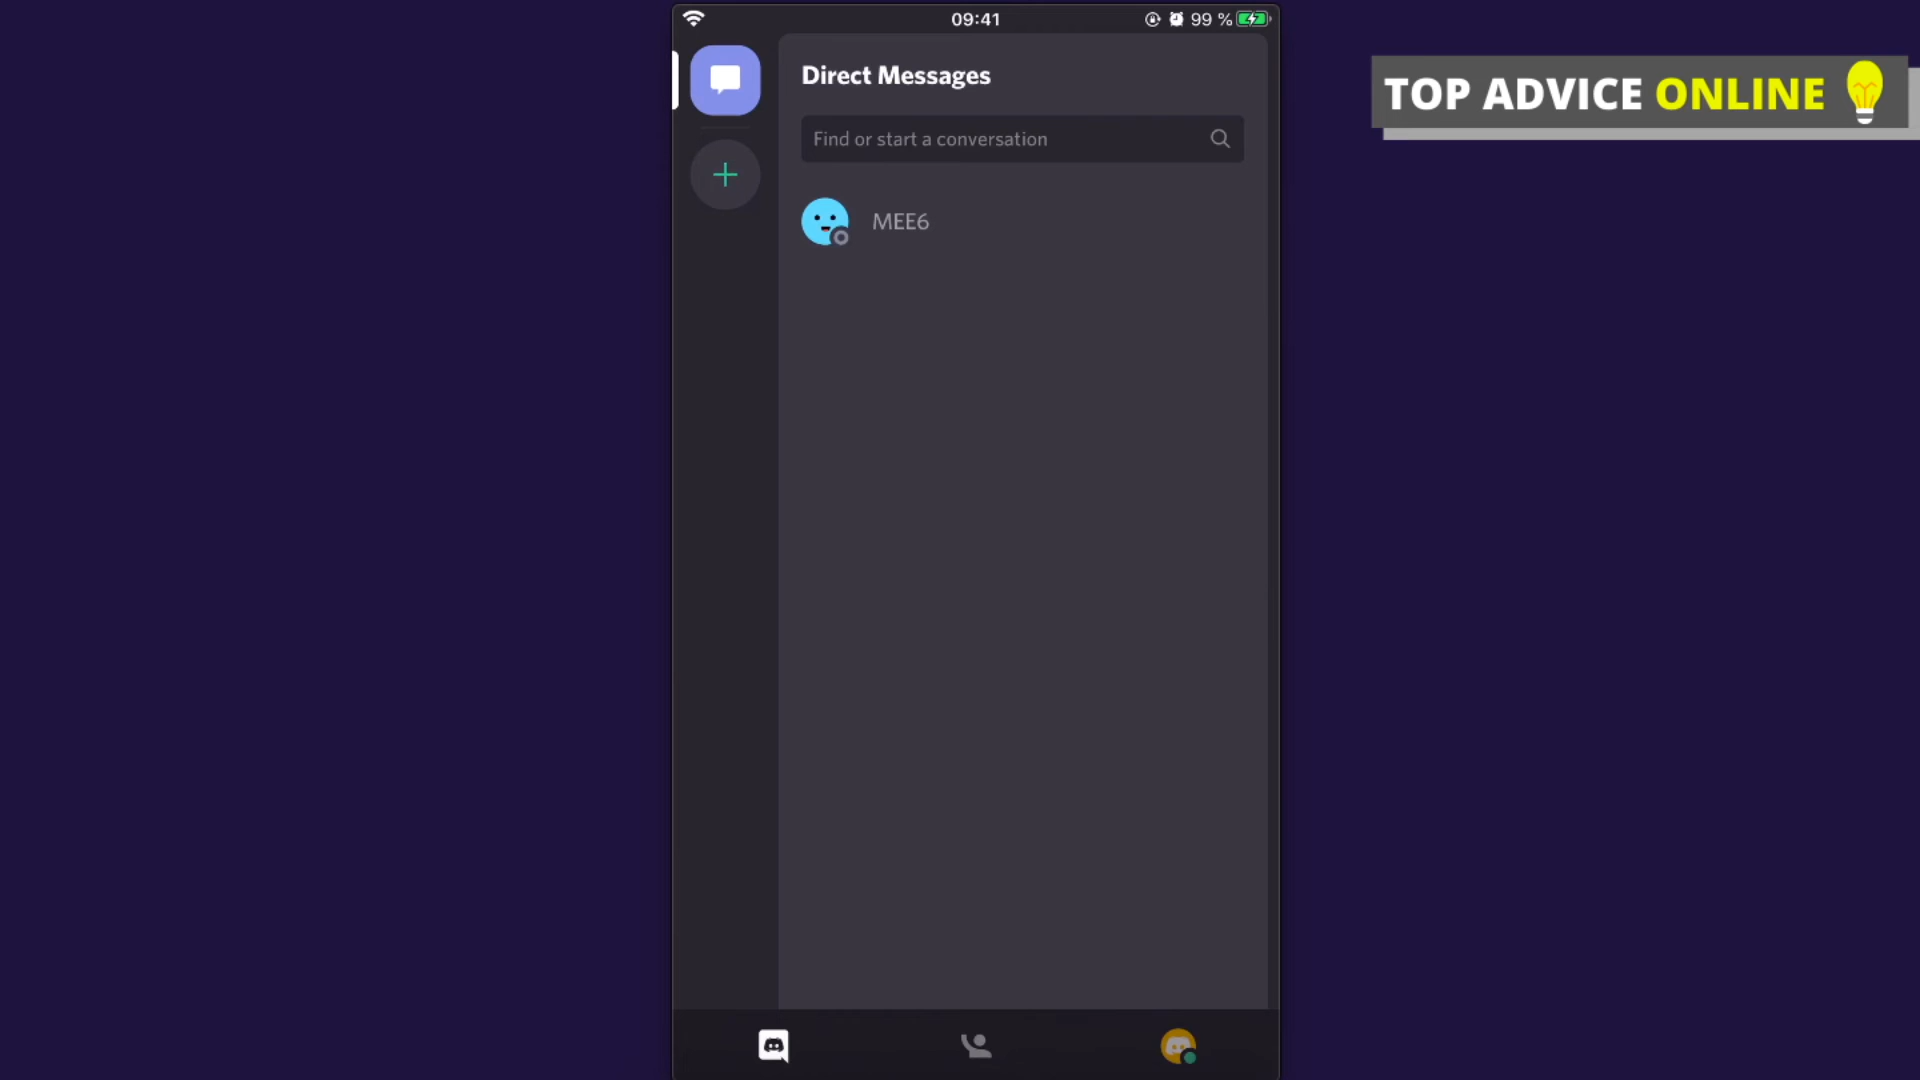 09:41
99 %
TOP ADVICE ONLINE
Direct Messages
Find or start a conversation
MEE6